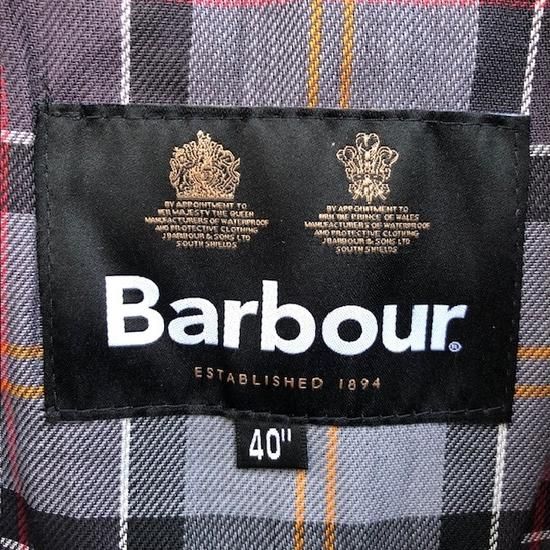 BY APPOINTMENT TO
HER MAJESTY THE QUEEN
MANUFACTURERS OF WATERPROOF
AND PROTECTIVE CLOTHING
J BARBOUR & SONS LTD
SOUTH SHIELDS
BY APPOINTMENT TO
HRH THE PRINCE OF WALES
MANUFACTURERS OF WATERPROOF
AND PROTECTIVE CLOTHING
J BARBOUR & SONS LTD
SOUTH SHIELDS
Barbour®
ESTABLISHED 1894
40"